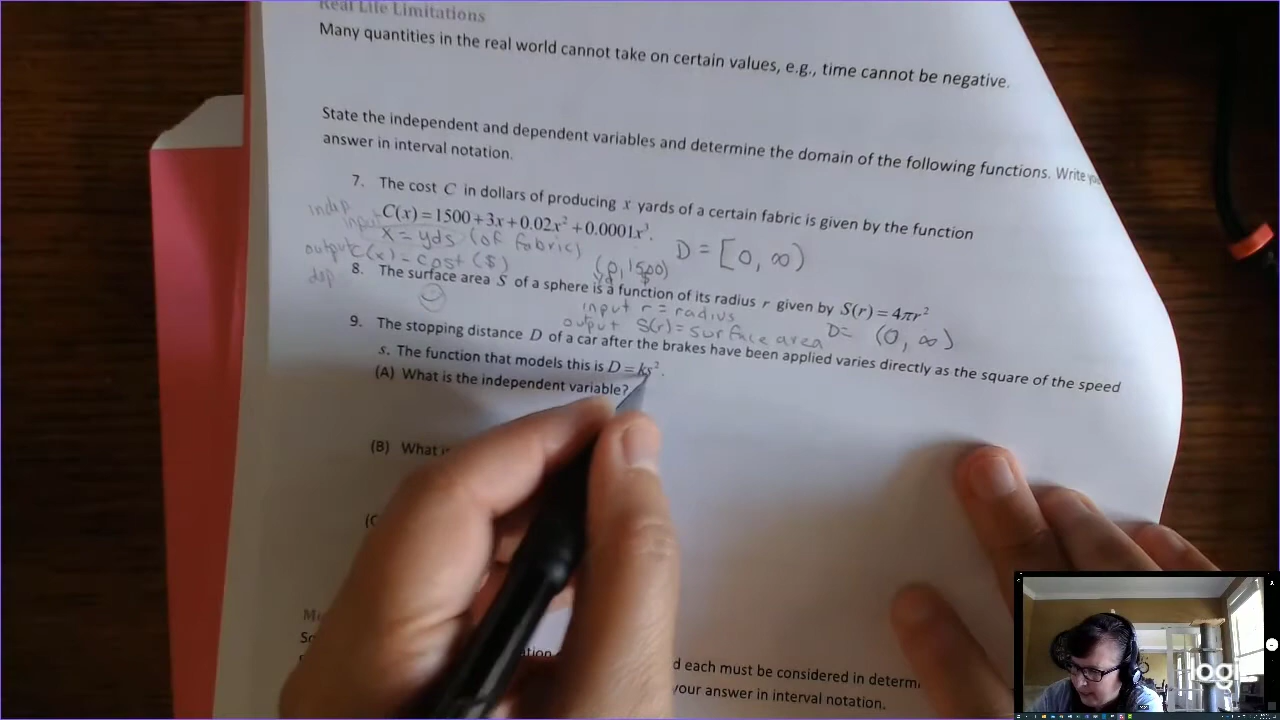 Real Life Limitations
Many quantities in the real world cannot take on certain values, e.g., time cannot be negative.
State the independent and dependent variables and determine the domain of the following functions. Write you
answer in interval notation.
7. The cost C in dollars of producing x yards of a certain fabric is given by the function
indep
input C(x) = 1500 + 3x + 0.02x² + 0.0001x³.
x = yds (of fabric) D = [0, ∞)
output C(x) = cost ($) (0, 1500)
dep yd $
8. The surface area S of a sphere is a function of its radius r given by S(r) = 4πr²
input r = radius
output S(r) = surface area D = (0, ∞)
9. The stopping distance D of a car after the brakes have been applied varies directly as the square of the speed
s. The function that models this is D = ks².
(A) What is the independent variable?
(B) What
d each must be considered in determ
your answer in interval notation.
logi